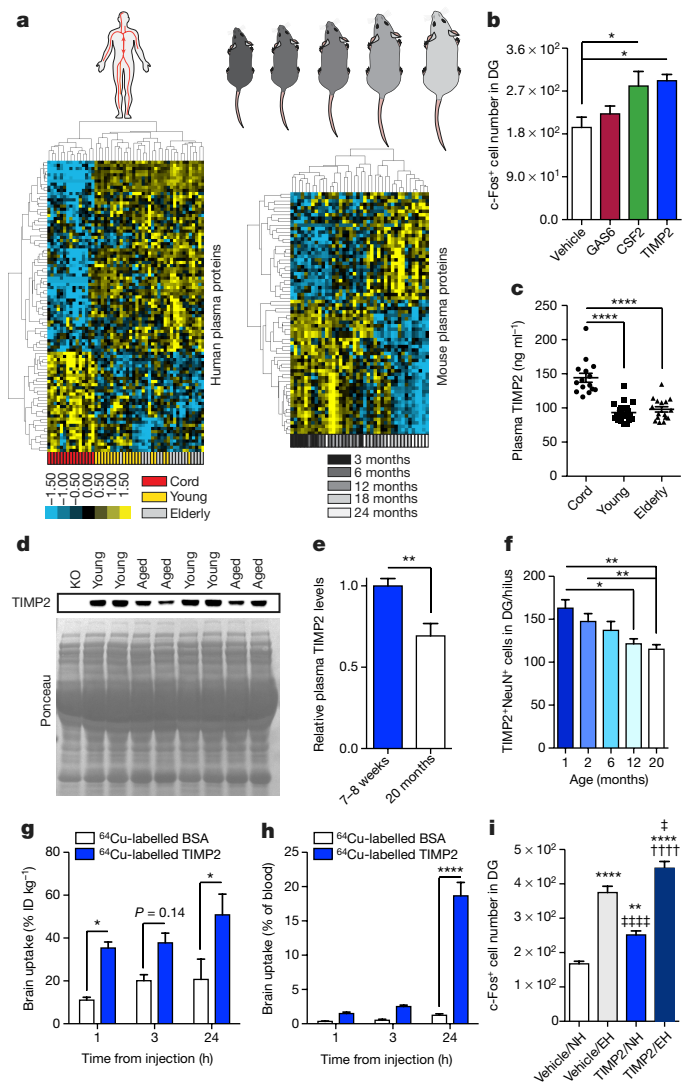 a
Human plasma proteins
−1.50
−1.00
−0.50
0.00
0.50
1.00
1.50
Cord
Young
Elderly
Mouse plasma proteins
3 months
6 months
12 months
18 months
24 months
b
c-Fos⁺ cell number in DG
3.6 × 10²
2.7 × 10²
1.8 × 10²
9.0 × 10¹
0.0
*
*
Vehicle
GAS6
CSF2
TIMP2
c
Plasma TIMP2 (ng ml⁻¹)
250
200
150
100
50
0
****
****
Cord
Young
Elderly
d
KO
Young
Young
Aged
Aged
Young
Young
Aged
Aged
TIMP2
Ponceau
e
Relative plasma TIMP2 levels
1.0
0.5
0.0
**
7–8 weeks
20 months
f
TIMP2⁺NeuN⁺ cells in DG/hilus
200
150
100
50
0
**
**
*
1 2 6 12 20
Age (months)
g
⁶⁴Cu-labelled BSA
⁶⁴Cu-labelled TIMP2
Brain uptake (% ID kg⁻¹)
80
60
40
20
0
*
P = 0.14
*
1 3 24
Time from injection (h)
h
⁶⁴Cu-labelled BSA
⁶⁴Cu-labelled TIMP2
Brain uptake (% of blood)
25
20
15
10
5
0
****
1 3 24
Time from injection (h)
i
c-Fos⁺ cell number in DG
5 × 10²
4 × 10²
3 × 10²
2 × 10²
1 × 10²
0
****
**
‡‡‡‡
‡
****
††††
Vehicle/NH
Vehicle/EH
TIMP2/NH
TIMP2/EH